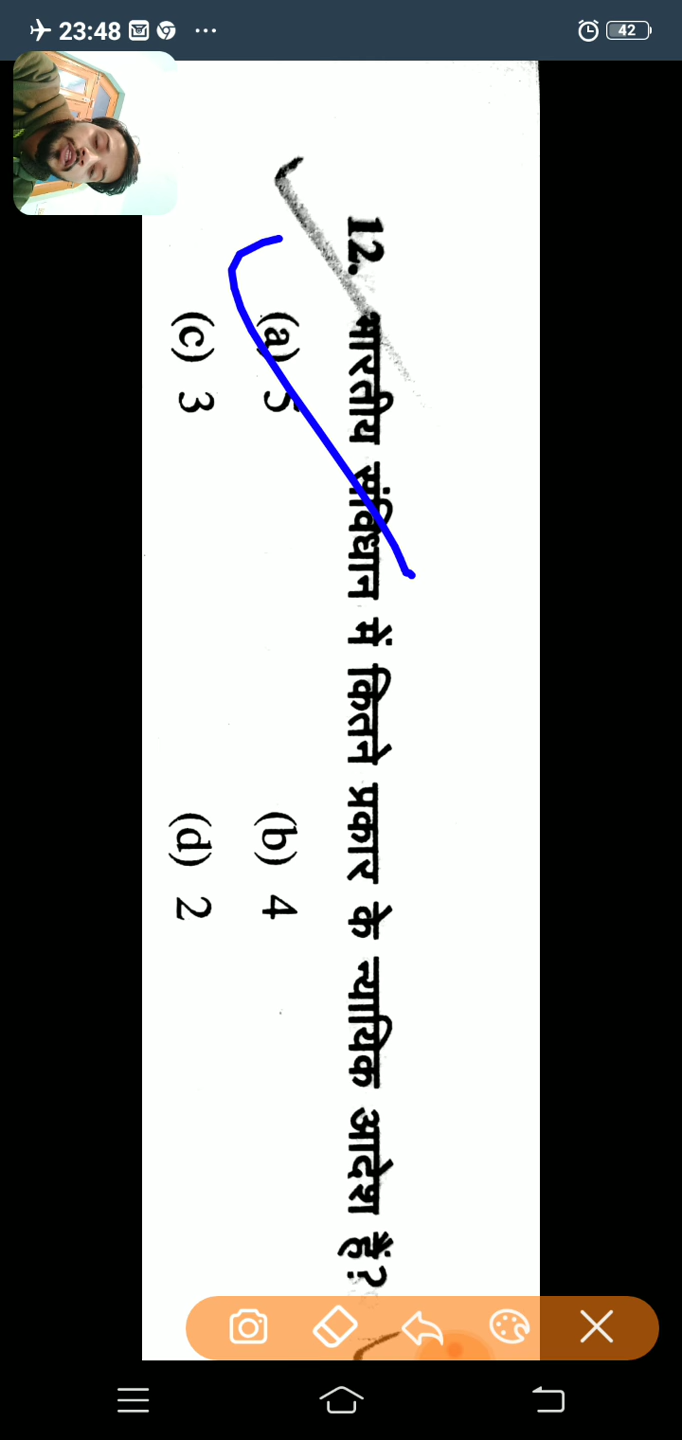 23:48
42
12. भारतीय संविधान में कितने प्रकार के न्यायिक आदेश हैं?
(a) 5 (b) 4
(c) 3 (d) 2